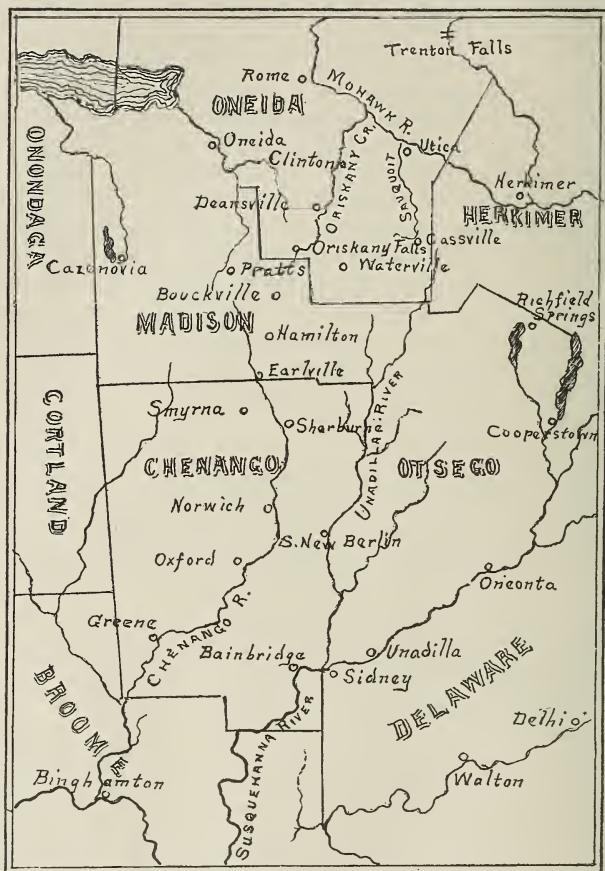 Trenton Falls
Rome
MOHAWK R.
ONEIDA
ONONDAGA
Oneida
Clinton
ORISKANY CR.
SAUQUOIT
Utica
Herkimer
HERKIMER
Deansville
Oriskany Falls
Cassville
Cazenovia
Pratts
Waterville
Bouckville
Richfield
Springs
MADISON
Hamilton
Earlville
UNADILLA RIVER
CORTLAND
Smyrna
Sherburne
Cooperstown
CHENANGO
OTSEGO
Norwich
S. New Berlin
Oxford
Oneonta
Greene
CHENANGO R.
Bainbridge
Unadilla
Sidney
BROOME
DELAWARE
SUSQUEHANNA RIVER
Delhi
Walton
Binghamton